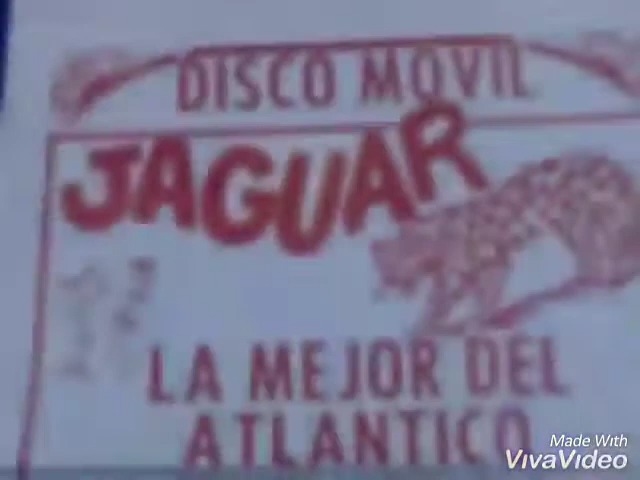 DISCO MOVIL
JAGUAR
LA MEJOR DEL
ATLANTICO
Made With
VivaVideo